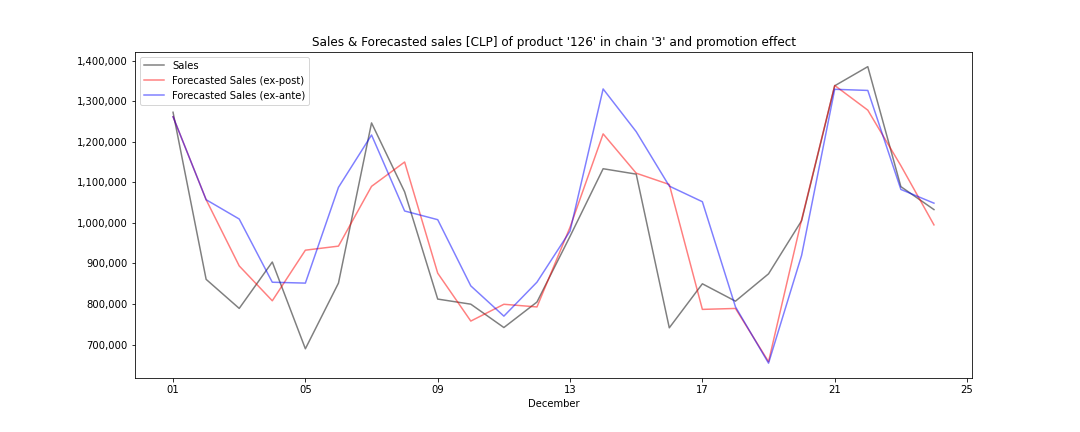 Sales & Forecasted sales [CLP] of product '126' in chain '3' and promotion effect
Sales
Forecasted Sales (ex-post)
Forecasted Sales (ex-ante)
1,400,000
1,300,000
1,200,000
1,100,000
1,000,000
900,000
800,000
700,000
01 05 09 13 17 21 25
December